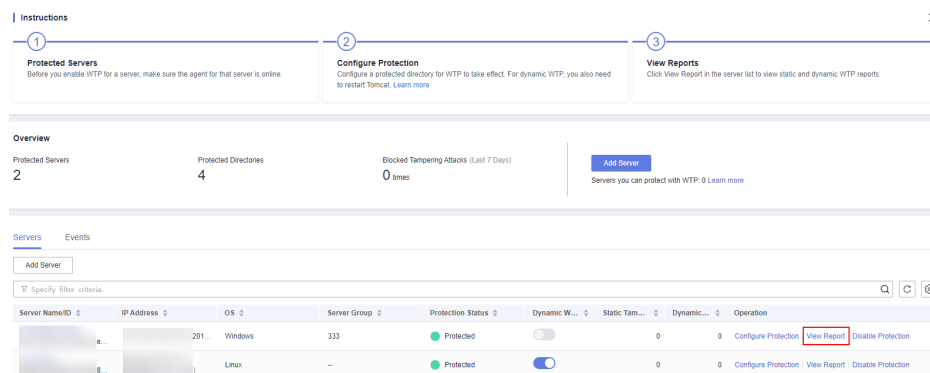 Instructions
1
2
3
Protected Servers
Before you enable WTP for a server, make sure the agent for that server is online.
Configure Protection
Configure a protected directory for WTP to take effect. For dynamic WTP, you also need
to restart Tomcat. Learn more
View Reports
Click View Report in the server list to view static and dynamic WTP reports.
Overview
Protected Servers
2
Protected Directories
4
Blocked Tampering Attacks (Last 7 Days)
0 times
Add Server
Servers you can protect with WTP: 0 Learn more
Servers Events
Add Server
Specify filter criteria.
Server Name/ID IP Address OS Server Group Protection Status Dynamic W... Static Tam... Dynamic... Operation
e... 201... Windows 333 Protected 0 0 Configure Protection View Report Disable Protection
8... Linux -- Protected 0 0 Configure Protection View Report Disable Protection